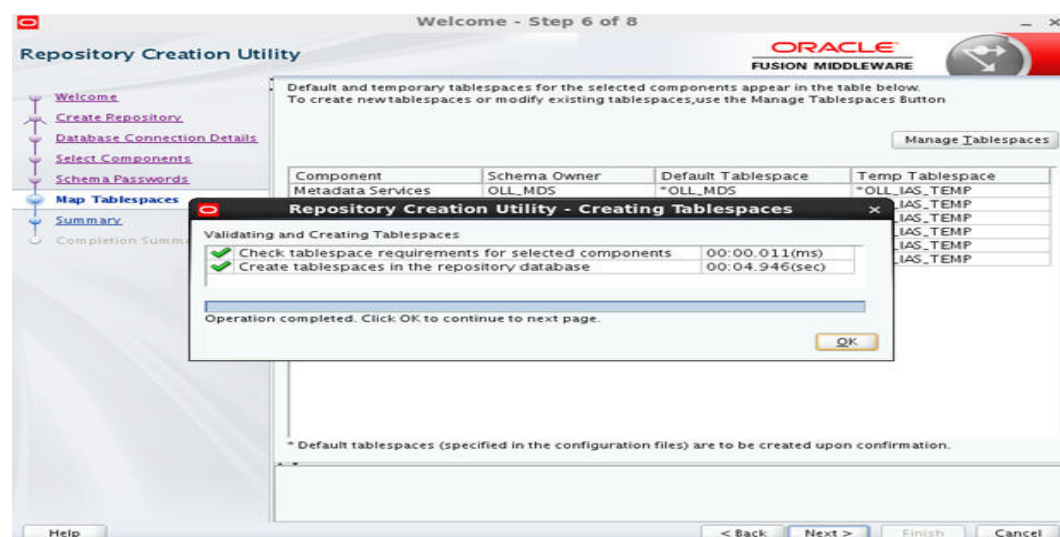 Welcome - Step 6 of 8
Repository Creation Utility
ORACLE
FUSION MIDDLEWARE
Welcome
Create Repository
Database Connection Details
Select Components
Schema Passwords
Map Tablespaces
Summary
Completion
Default and temporary tablespaces for the selected components appear in the table below.
To create new tablespaces or modify existing tablespaces,use the Manage Tablespaces Button
Manage Tablespaces
Component Schema Owner Default Tablespace Temp Tablespace
Metadata Services OLL_MDS *OLL_MDS *OLL_IAS_TEMP
_IAS_TEMP
_IAS_TEMP
_IAS_TEMP
_IAS_TEMP
Repository Creation Utility - Creating Tablespaces
Validating and Creating Tablespaces
Check tablespace requirements for selected components 00:00.011(ms)
Create tablespaces in the repository database 00:04.946(sec)
Operation completed. Click OK to continue to next page.
OK
* Default tablespaces (specified in the configuration files) are to be created upon confirmation.
Help
< Back
Next >
Finish
Cancel